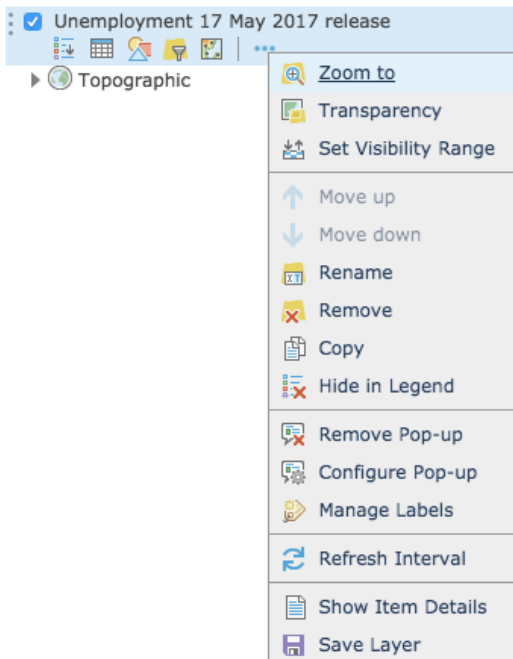 Unemployment 17 May 2017 release
Topographic
Zoom to
Transparency
Set Visibility Range
Move up
Move down
Rename
Remove
Copy
Hide in Legend
Remove Pop-up
Configure Pop-up
Manage Labels
Refresh Interval
Show Item Details
Save Layer